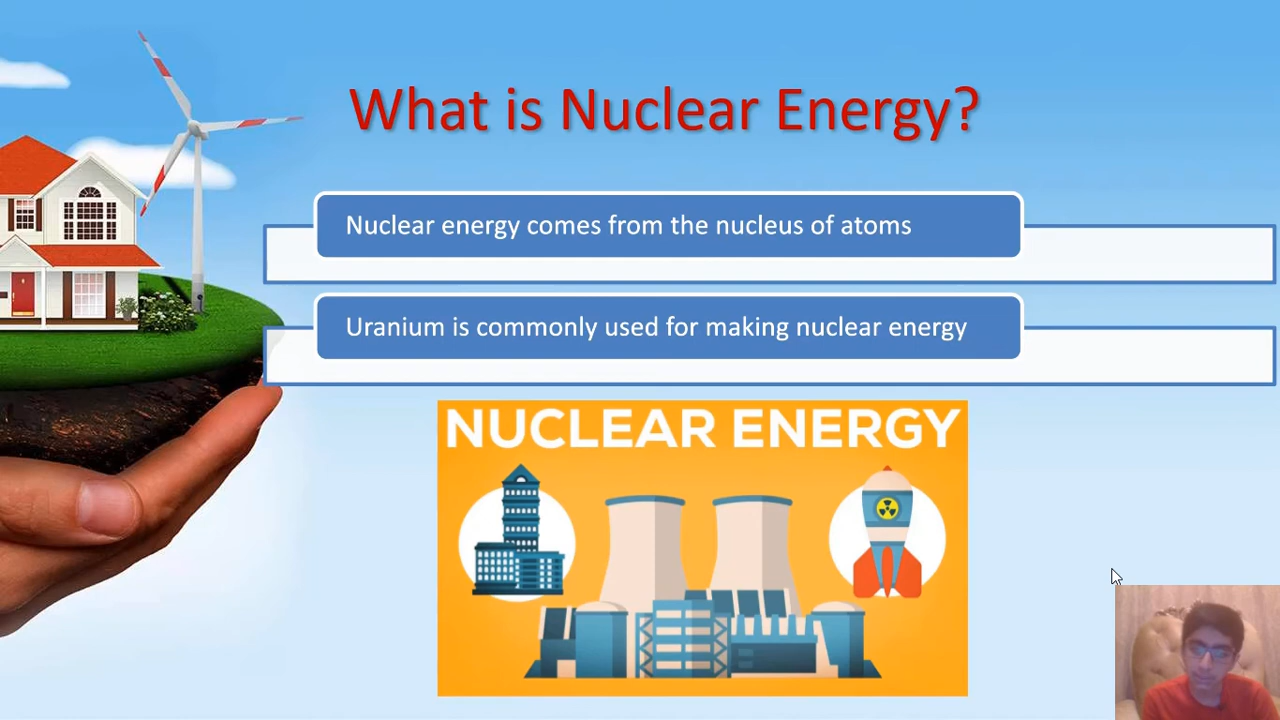 What is Nuclear Energy?
Nuclear energy comes from the nucleus of atoms
Uranium is commonly used for making nuclear energy
NUCLEAR ENERGY